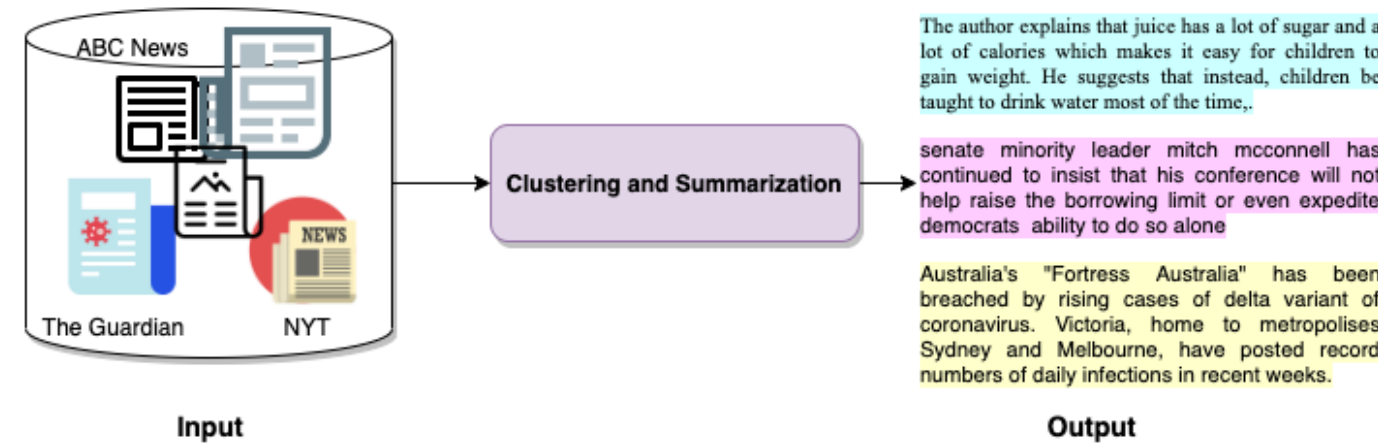 ABC News
NEWS
The Guardian
NYT
Input
Clustering and Summarization
The author explains that juice has a lot of sugar and a
lot of calories which makes it easy for children to
gain weight. He suggests that instead, children be
taught to drink water most of the time,.
senate minority leader mitch mcconnell has
continued to insist that his conference will not
help raise the borrowing limit or even expedite
democrats ability to do so alone
Australia's "Fortress Australia" has been
breached by rising cases of delta variant of
coronavirus. Victoria, home to metropolises
Sydney and Melbourne, have posted record
numbers of daily infections in recent weeks.
Output